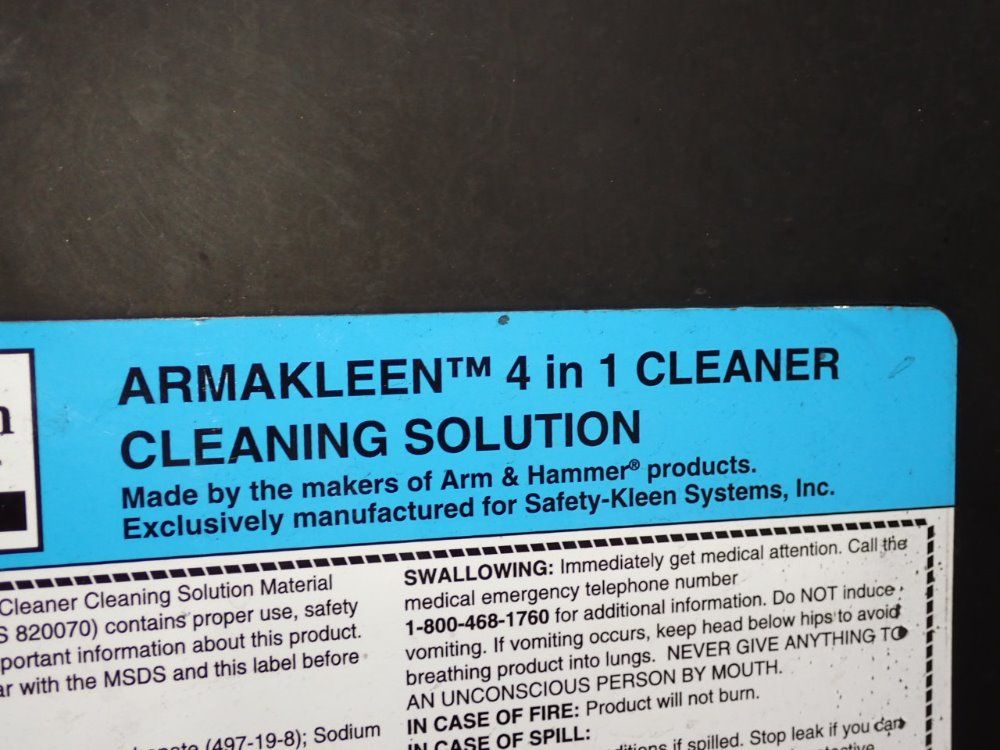 ARMAKLEEN™ 4 in 1 CLEANER
CLEANING SOLUTION
Made by the makers of Arm & Hammer® products.
Exclusively manufactured for Safety-Kleen Systems, Inc.
Cleaner Cleaning Solution Material
S 820070) contains proper use, safety
portant information about this product.
ar with the MSDS and this label before
(497-19-8); Sodium
SWALLOWING: Immediately get medical attention. Call the
medical emergency telephone number
1-800-468-1760 for additional information. Do NOT induce
vomiting. If vomiting occurs, keep head below hips to avoid
breathing product into lungs. NEVER GIVE ANYTHING TO
AN UNCONSCIOUS PERSON BY MOUTH.
IN CASE OF FIRE: Product will not burn.
IN CASE OF SPILL:
if spilled. Stop leak if you can